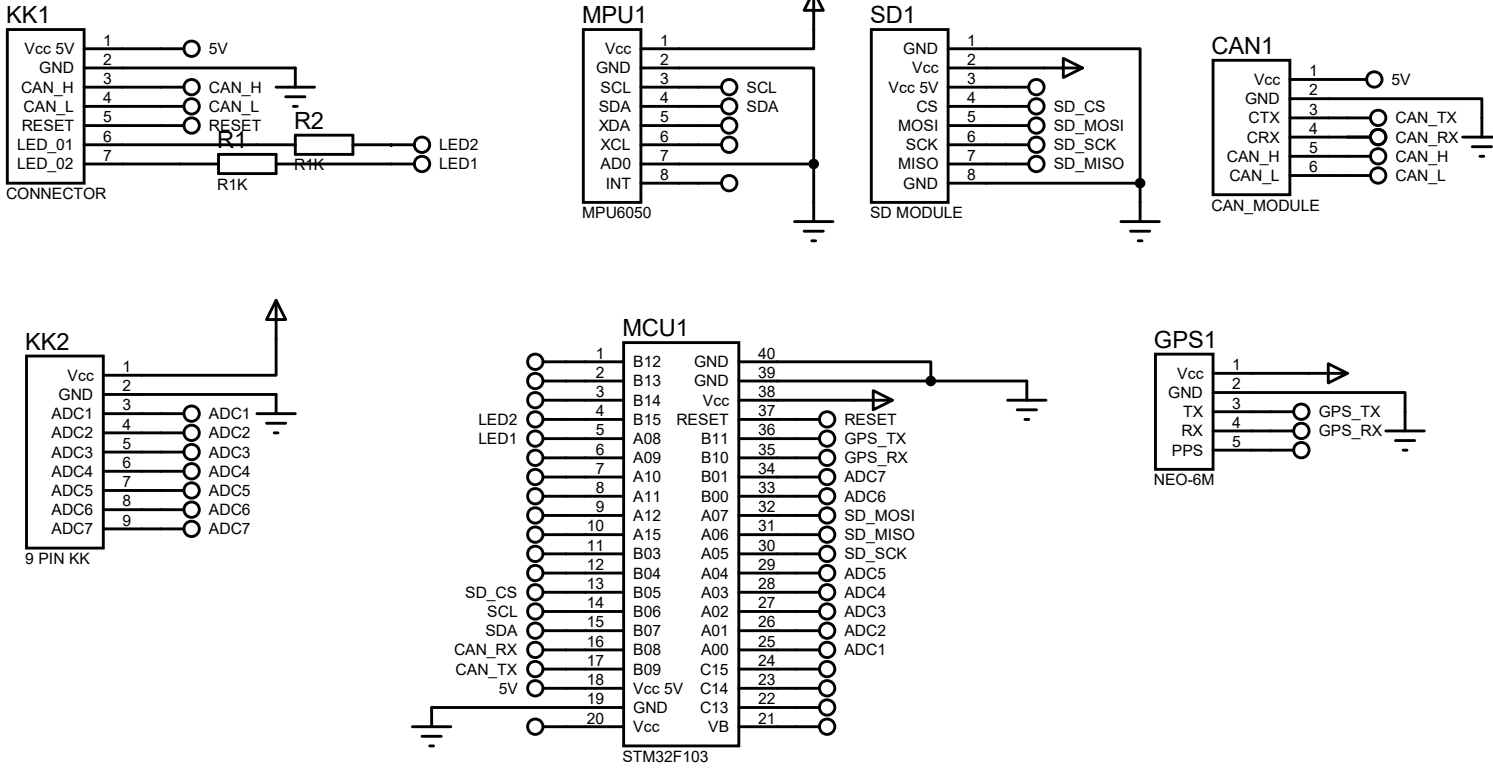 KK1
Vcc 5V 1 5V
GND 2
CAN_H 3 CAN_H
CAN_L 4 CAN_L
RESET 5 RESET
LED_01 6 R2 R1K LED2
LED_02 7 R1 R1K LED1
CONNECTOR
MPU1
Vcc 1
GND 2
SCL 3 SCL
SDA 4 SDA
XDA 5
XCL 6
AD0 7
INT 8
MPU6050
SD1
GND 1
Vcc 2
Vcc 5V 3
CS 4 SD_CS
MOSI 5 SD_MOSI
SCK 6 SD_SCK
MISO 7 SD_MISO
GND 8
SD MODULE
CAN1
Vcc 1 5V
GND 2
CTX 3 CAN_TX
CRX 4 CAN_RX
CAN_H 5 CAN_H
CAN_L 6 CAN_L
CAN_MODULE
KK2
Vcc 1
GND 2
ADC1 3 ADC1
ADC2 4 ADC2
ADC3 5 ADC3
ADC4 6 ADC4
ADC5 7 ADC5
ADC6 8 ADC6
ADC7 9 ADC7
9 PIN KK
MCU1
1 B12 GND 40
2 B13 GND 39
3 B14 Vcc 38
LED2 4 B15 RESET 37 RESET
LED1 5 A08 B11 36 GPS_TX
6 A09 B10 35 GPS_RX
7 A10 B01 34 ADC7
8 A11 B00 33 ADC6
9 A12 A07 32 SD_MOSI
10 A15 A06 31 SD_MISO
11 B03 A05 30 SD_SCK
12 B04 A04 29 ADC5
SD_CS 13 B05 A03 28 ADC4
SCL 14 B06 A02 27 ADC3
SDA 15 B07 A01 26 ADC2
CAN_RX 16 B08 A00 25 ADC1
CAN_TX 17 B09 C15 24
5V 18 Vcc 5V C14 23
19 GND C13 22
20 Vcc VB 21
STM32F103
GPS1
Vcc 1
GND 2
TX 3 GPS_TX
RX 4 GPS_RX
PPS 5
NEO-6M